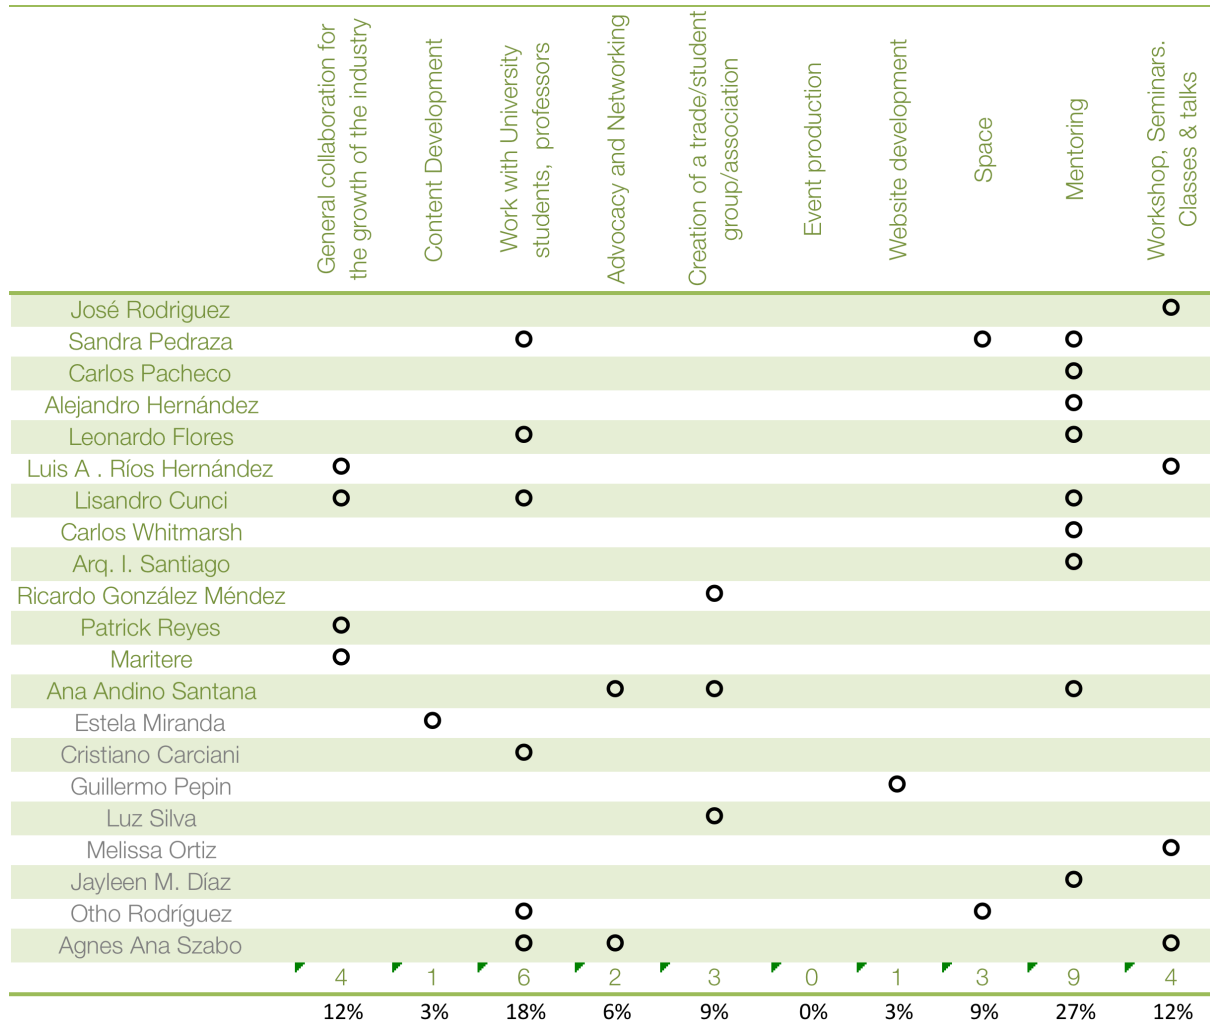 General collaboration for
the growth of the industry
Content Development
Work with University
students, professors
Advocacy and Networking
Creation of a trade/student
group/association
Event production
Website development
Space
Mentoring
Workshop, Seminars.
Classes & talks
José Rodriguez
Sandra Pedraza
Carlos Pacheco
Alejandro Hernández
Leonardo Flores
Luis A . Ríos Hernández
Lisandro Cunci
Carlos Whitmarsh
Arq. I. Santiago
Ricardo González Méndez
Patrick Reyes
Maritere
Ana Andino Santana
Estela Miranda
Cristiano Carciani
Guillermo Pepin
Luz Silva
Melissa Ortiz
Jayleen M. Díaz
Otho Rodríguez
Agnes Ana Szabo
4 1 6 2 3 0 1 3 9 4
12% 3% 18% 6% 9% 0% 3% 9% 27% 12%